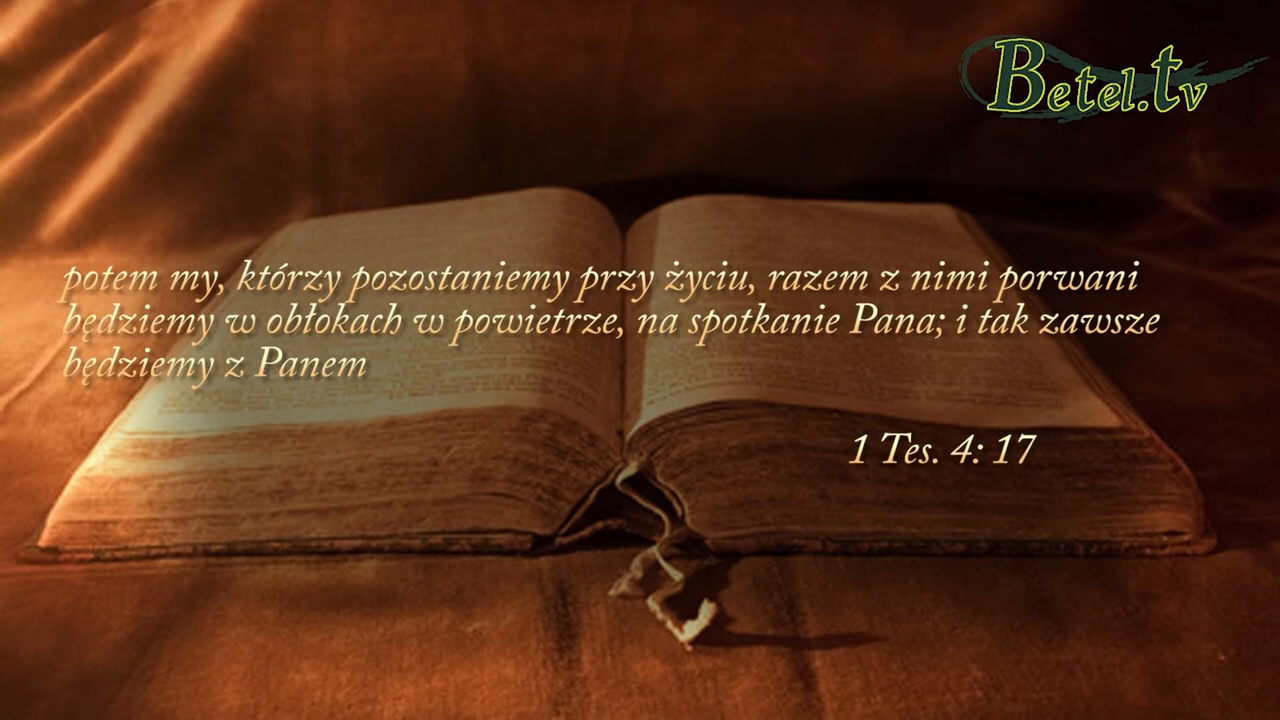 Betel.tv
potem my, którzy pozostaniemy przy życiu, razem z nimi porwani
będziemy w obłokach w powietrze, na spotkanie Pana; i tak zawsze
będziemy z Panem
1 Tes. 4: 17